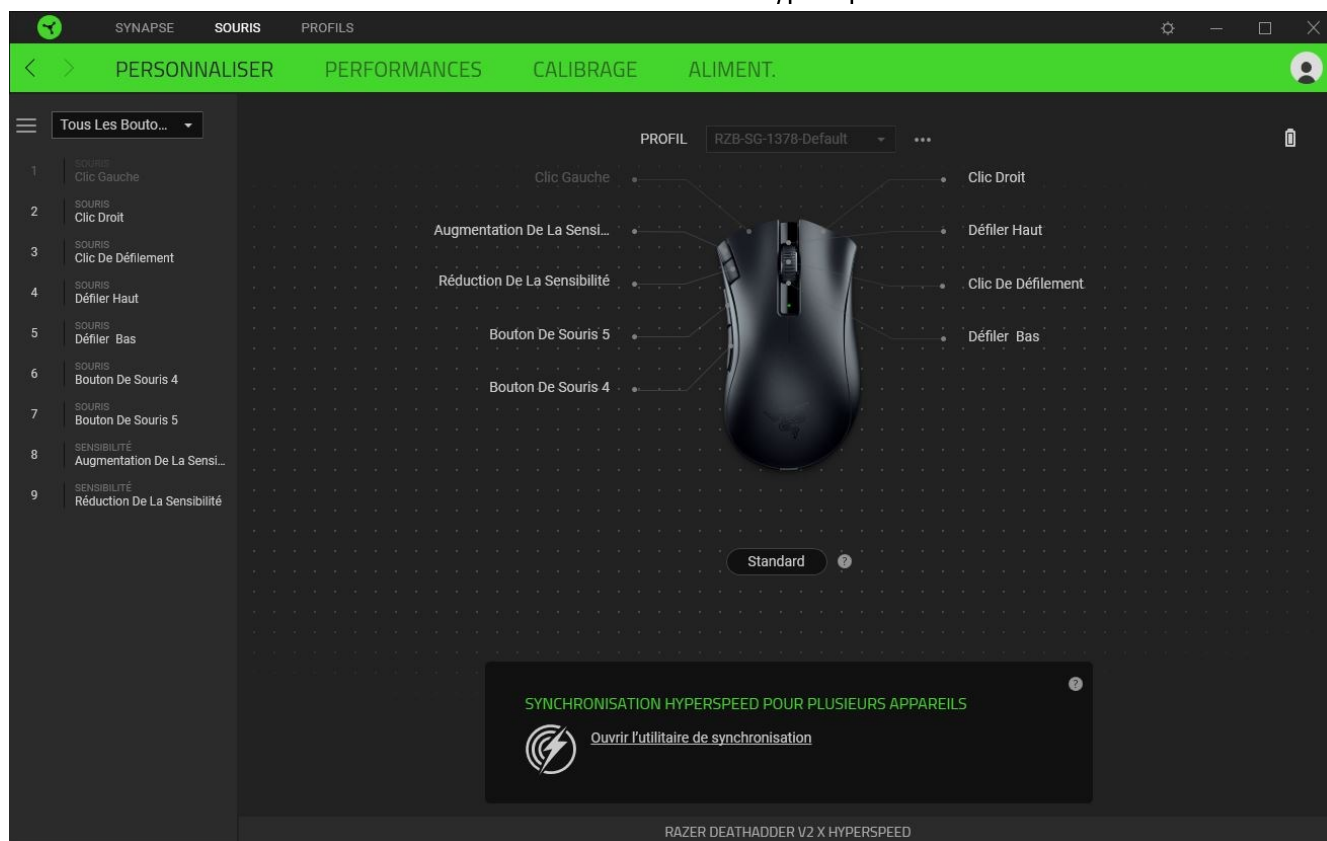 SYNAPSE SOURIS PROFILS
PERSONNALISER PERFORMANCES CALIBRAGE ALIMENT.
Tous Les Bouto...
PROFIL RZB-SG-1378-Default
1 SOURIS
Clic Gauche
2 SOURIS
Clic Droit
3 SOURIS
Clic De Défilement
4 SOURIS
Défiler Haut
5 SOURIS
Défiler Bas
6 SOURIS
Bouton De Souris 4
7 SOURIS
Bouton De Souris 5
8 SENSIBILITÉ
Augmentation De La Sensi...
9 SENSIBILITÉ
Réduction De La Sensibilité
Clic Gauche
Augmentation De La Sensi...
Réduction De La Sensibilité
Bouton De Souris 5
Bouton De Souris 4
Clic Droit
Défiler Haut
Clic De Défilement
Défiler Bas
Standard ?
?
SYNCHRONISATION HYPERSPEED POUR PLUSIEURS APPAREILS
Ouvrir l'utilitaire de synchronisation
RAZER DEATHADDER V2 X HYPERSPEED